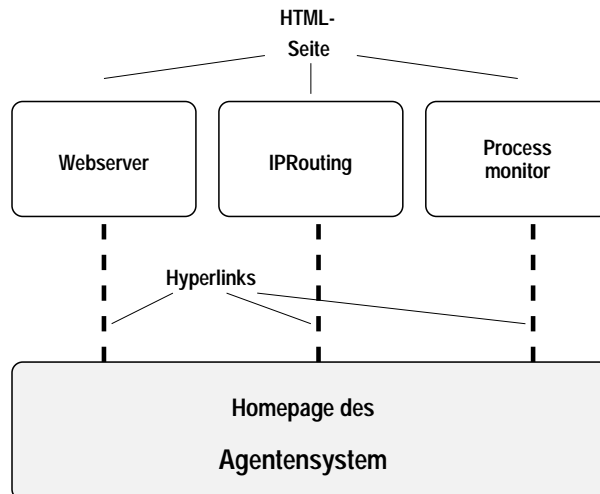 HTML-
Seite
Webserver
IPRouting
Process
monitor
Hyperlinks
Homepage des
Agentensystem